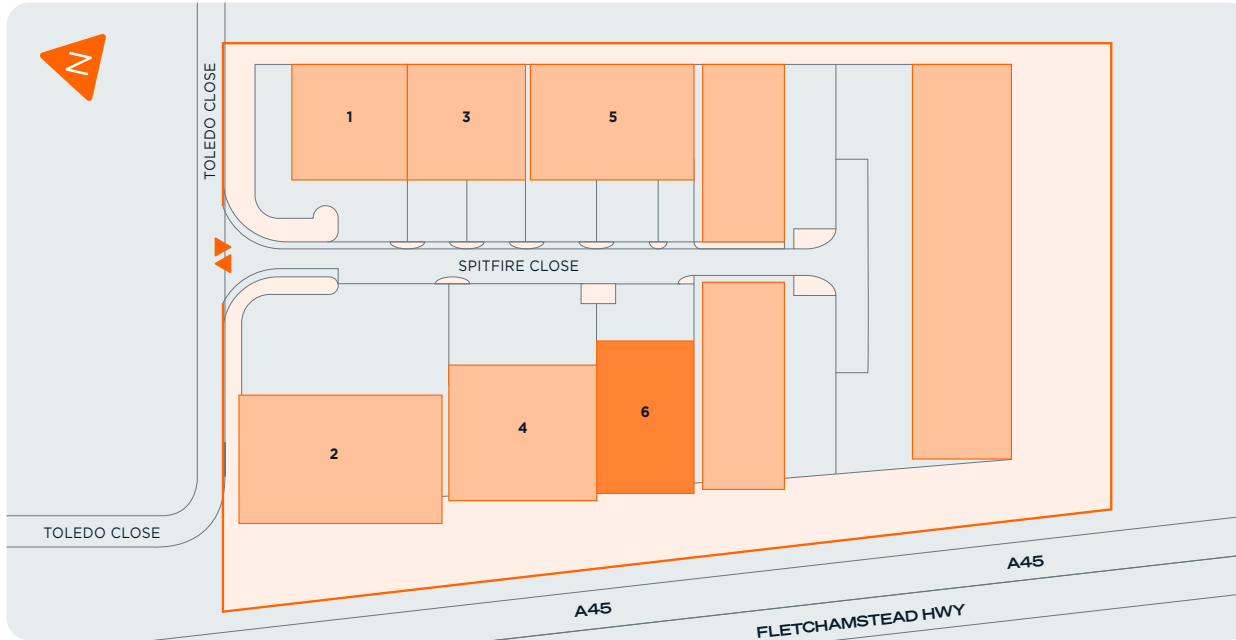 N
TOLEDO CLOSE
1
3
5
SPITFIRE CLOSE
2
4
6
TOLEDO CLOSE
A45
A45
FLETCHAMSTEAD HWY